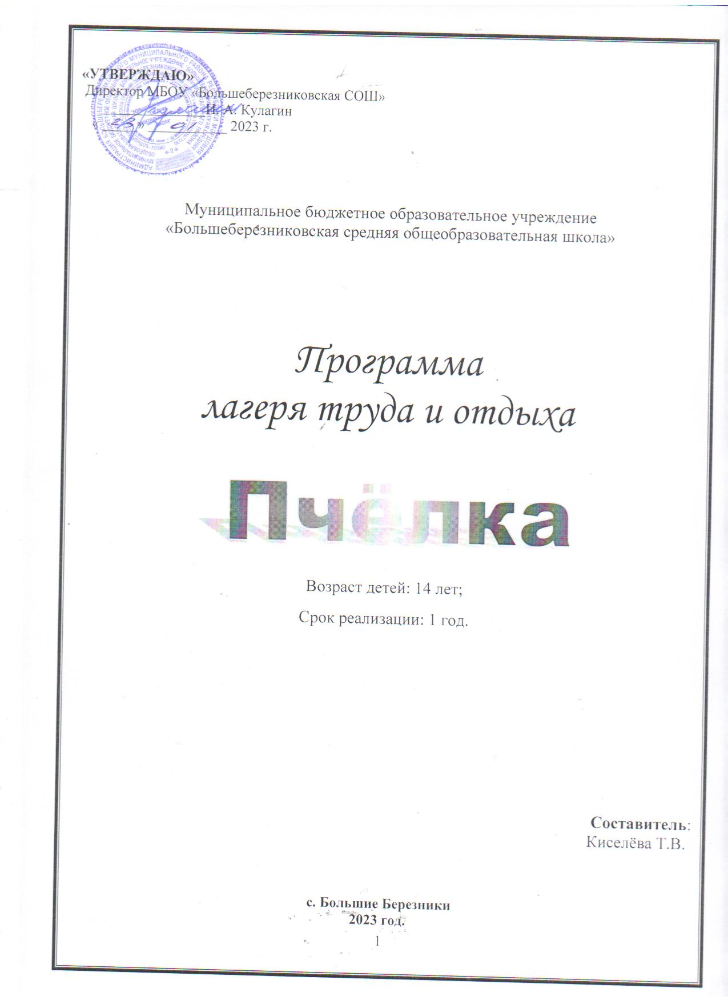 «УТВЕРЖДАЮ»
Директор МБОУ «Большеберезниковская СОШ»
И. А. Кулагин
« 23 » 01 2023 г.
Муниципальное бюджетное образовательное учреждение
«Большеберезниковская средняя общеобразовательная школа»
Программа
лагеря труда и отдыха
Пчёлка
Возраст детей: 14 лет;
Срок реализации: 1 год.
Составитель:
Киселёва Т.В.
с. Большие Березники
2023 год.
1